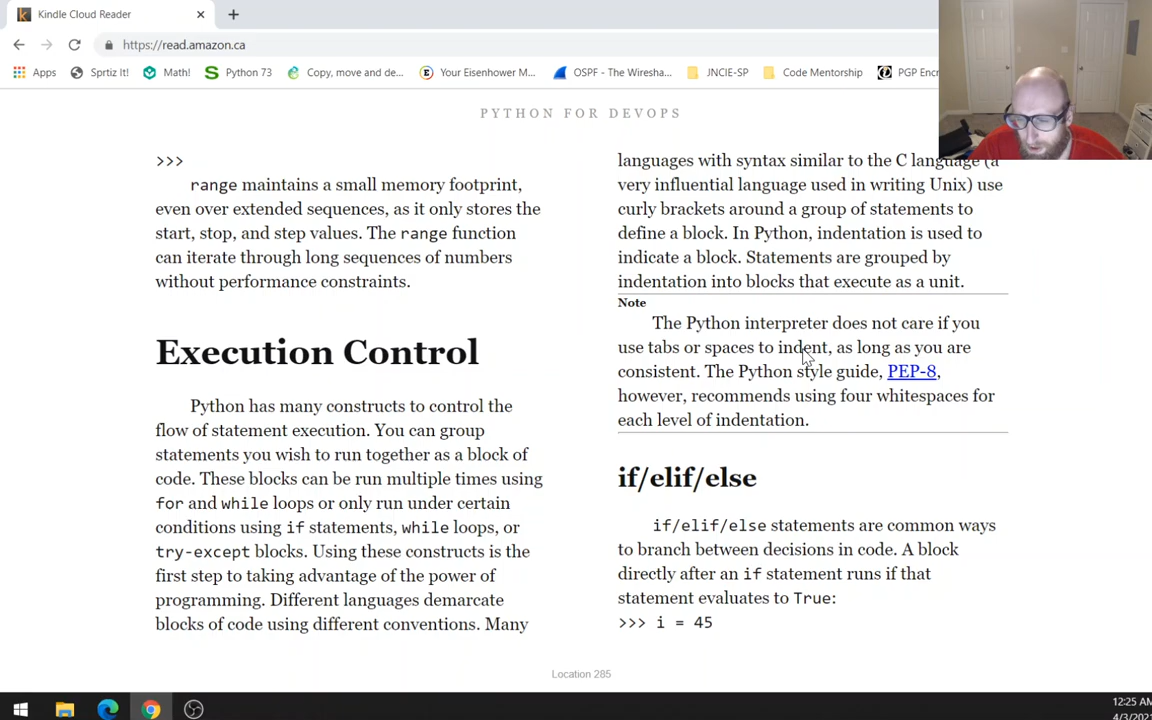 Kindle Cloud Reader
https://read.amazon.ca
Apps
Sprtiz It!
Math!
Python 73
Copy, move and de...
Your Eisenhower M...
OSPF - The Wiresha...
JNCIE-SP
Code Mentorship
PGP Encr
PYTHON FOR DEVOPS
>>>
range maintains a small memory footprint,
even over extended sequences, as it only stores the
start, stop, and step values. The range function
can iterate through long sequences of numbers
without performance constraints.
Execution Control
Python has many constructs to control the
flow of statement execution. You can group
statements you wish to run together as a block of
code. These blocks can be run multiple times using
for and while loops or only run under certain
conditions using if statements, while loops, or
try-except blocks. Using these constructs is the
first step to taking advantage of the power of
programming. Different languages demarcate
blocks of code using different conventions. Many
languages with syntax similar to the C language (a
very influential language used in writing Unix) use
curly brackets around a group of statements to
define a block. In Python, indentation is used to
indicate a block. Statements are grouped by
indentation into blocks that execute as a unit.
Note
The Python interpreter does not care if you
use tabs or spaces to indent, as long as you are
consistent. The Python style guide, PEP-8,
however, recommends using four whitespaces for
each level of indentation.
if/elif/else
if/elif/else statements are common ways
to branch between decisions in code. A block
directly after an if statement runs if that
statement evaluates to True:
>>> i = 45
Location 285
12:25 AM